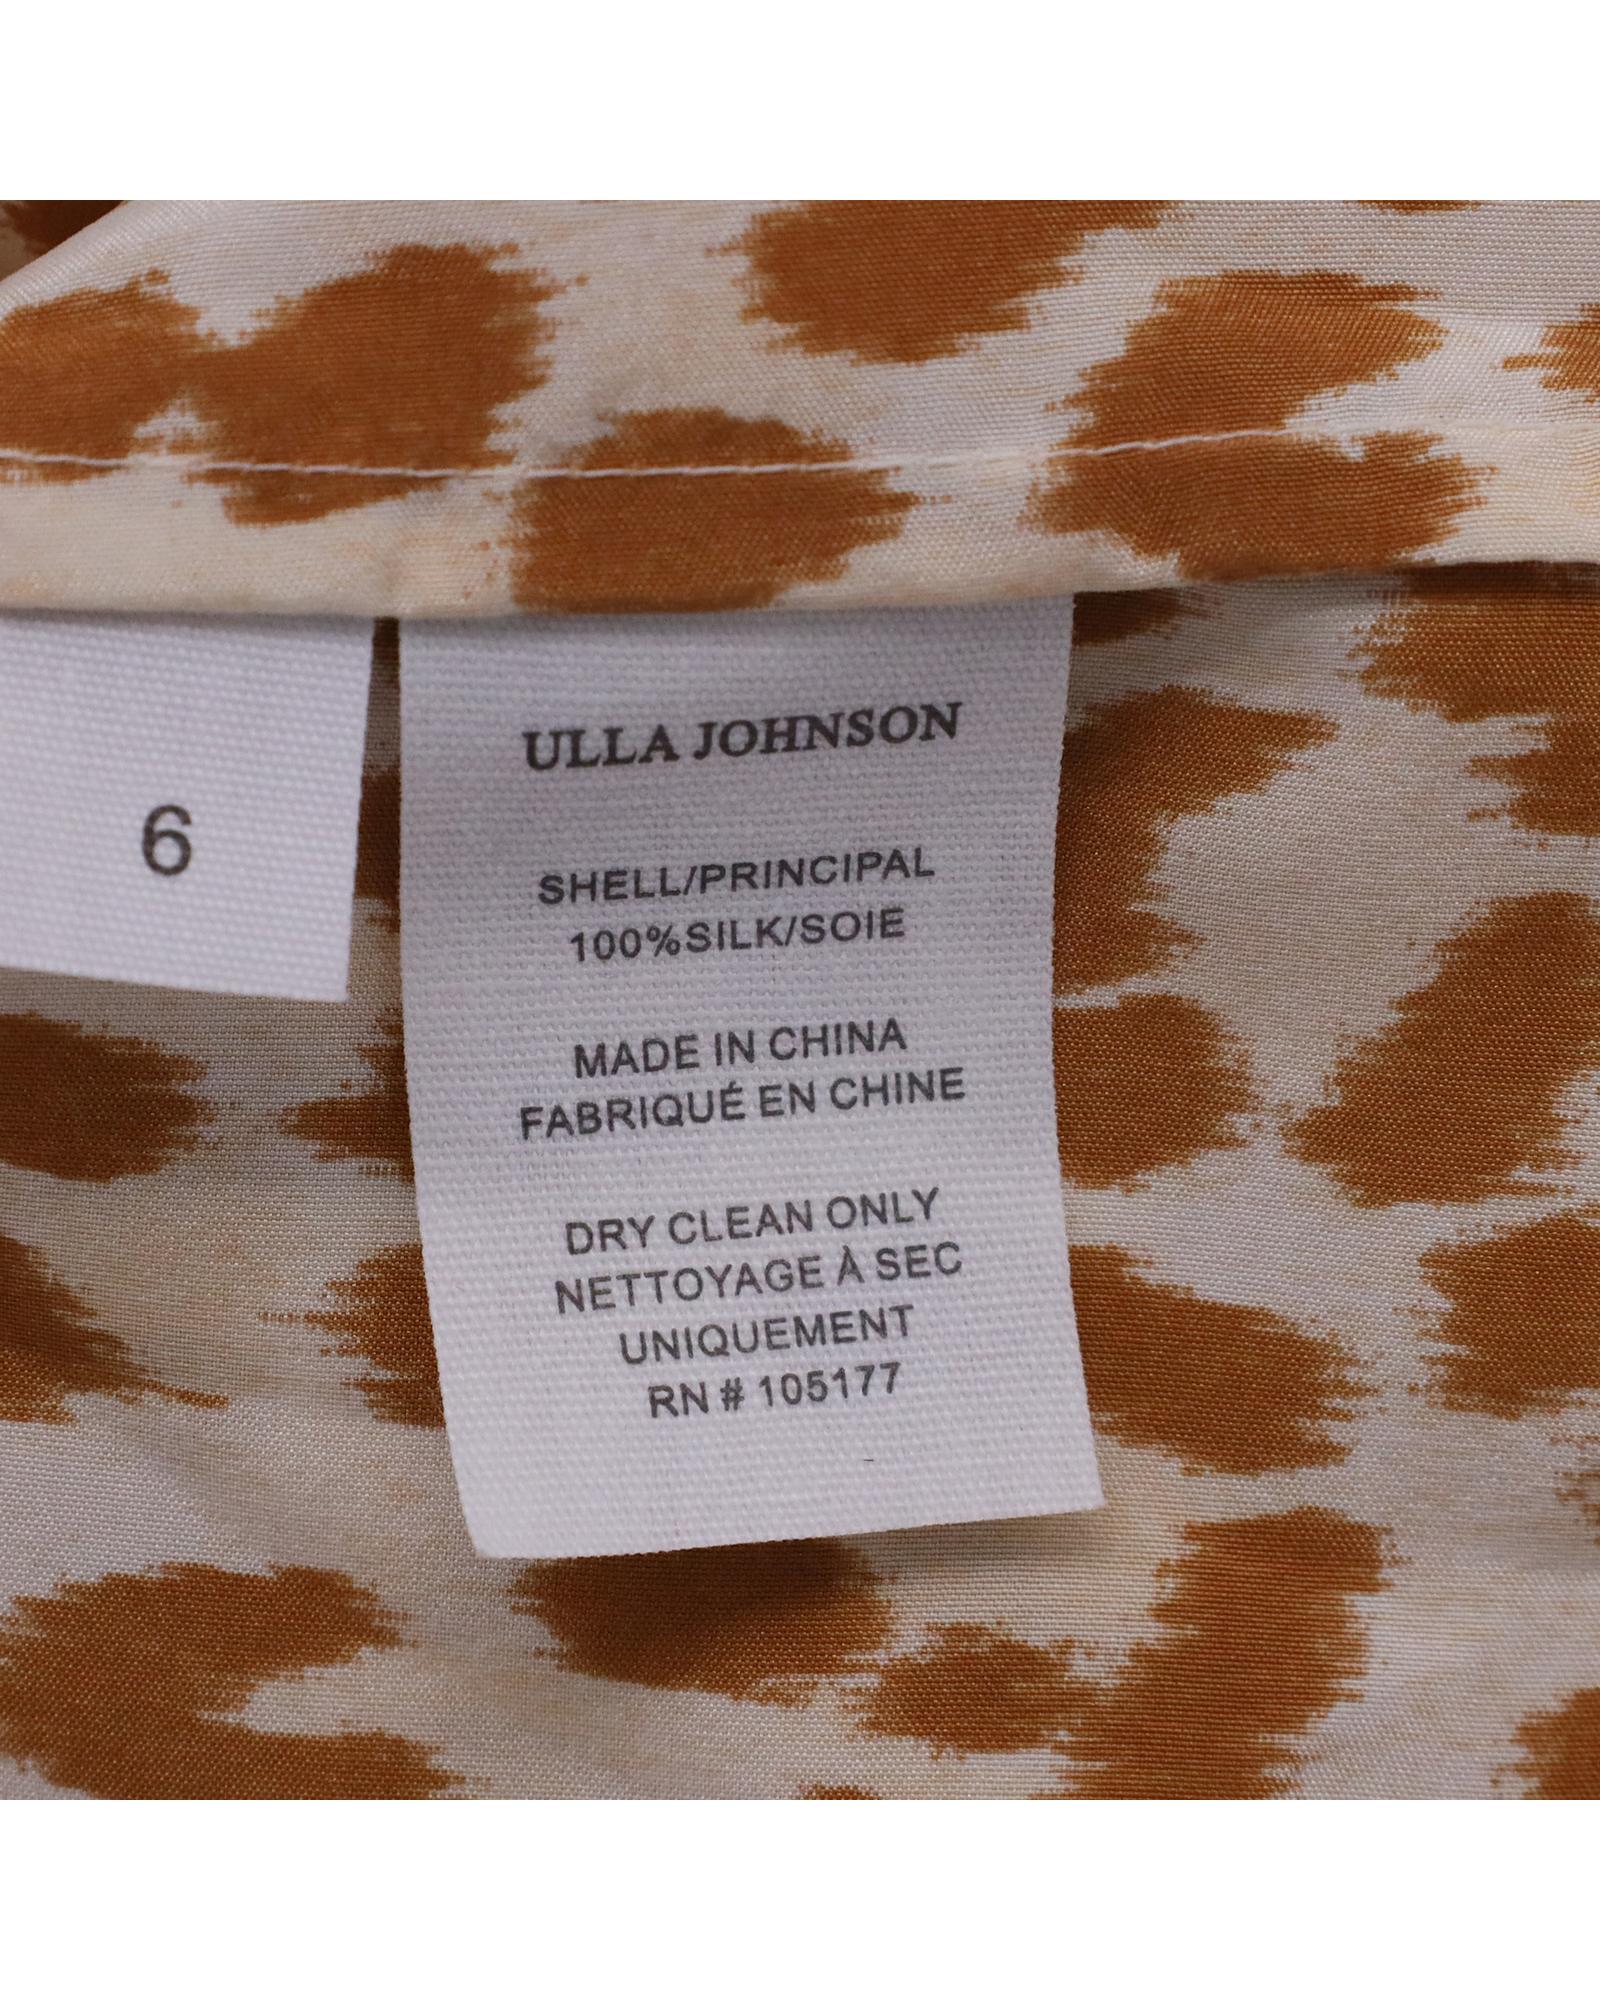 6
ULLA JOHNSON
SHELL/PRINCIPAL
100%SILK/SOIE
MADE IN CHINA
FABRIQUÉ EN CHINE
DRY CLEAN ONLY
NETTOYAGE À SEC
UNIQUEMENT
RN # 105177